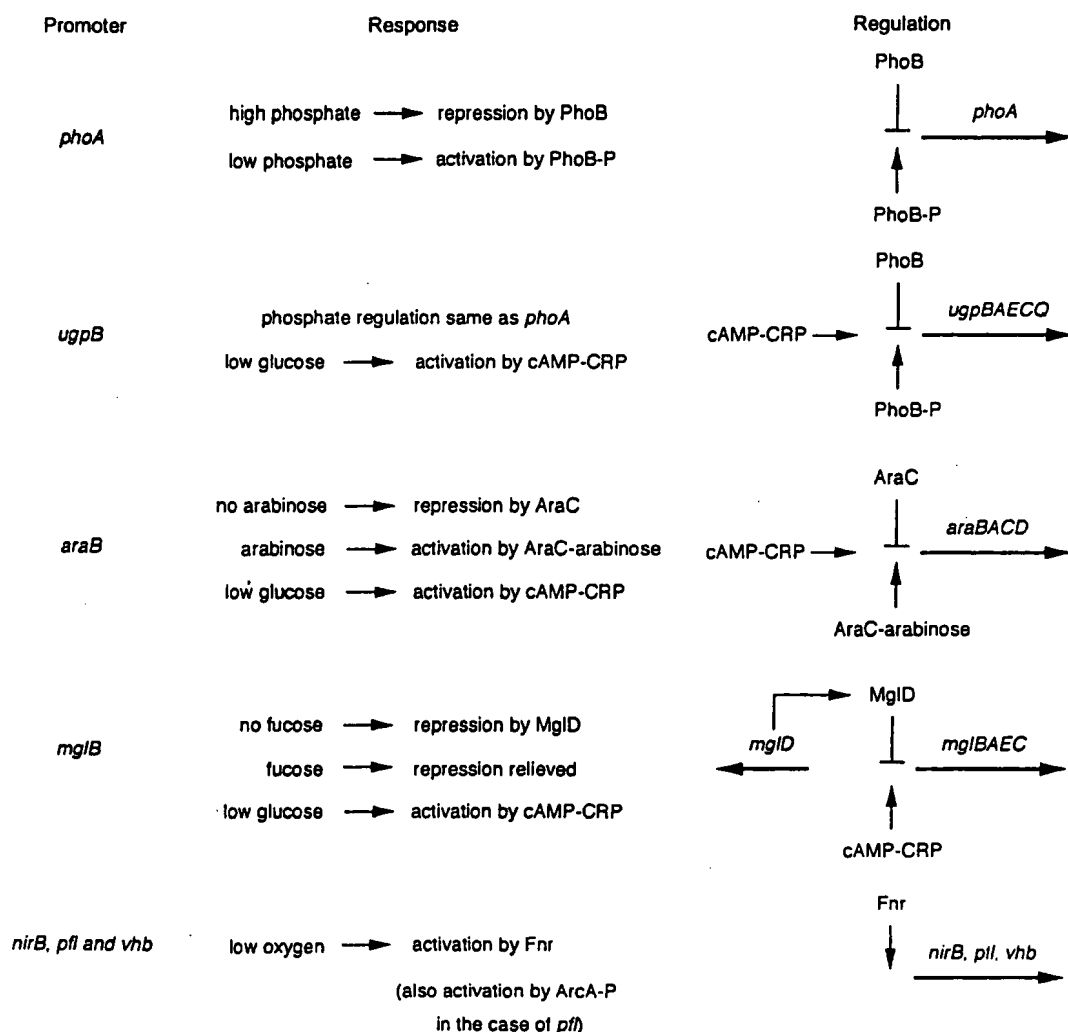 Promoter Response Regulation
PhoB
high phosphate repression by PhoB
phoA
phoA
low phosphate activation by PhoB-P
PhoB-P
PhoB
phosphate regulation same as phoA
ugpBAECQ
ugpB
cAMP-CRP
low glucose activation by cAMP-CRP
PhoB-P
AraC
no arabinose repression by AraC
araBACD
araB
arabinose activation by AraC-arabinose
cAMP-CRP
low glucose activation by cAMP-CRP
AraC-arabinose
MglD
no fucose repression by MglD
mglB
mglD
mglBAEC
fucose repression relieved
low glucose activation by cAMP-CRP
cAMP-CRP
Fnr
nirB, pfl and vhb
low oxygen activation by Fnr
nirB, pfl, vhb
(also activation by ArcA-P
in the case of pfl)